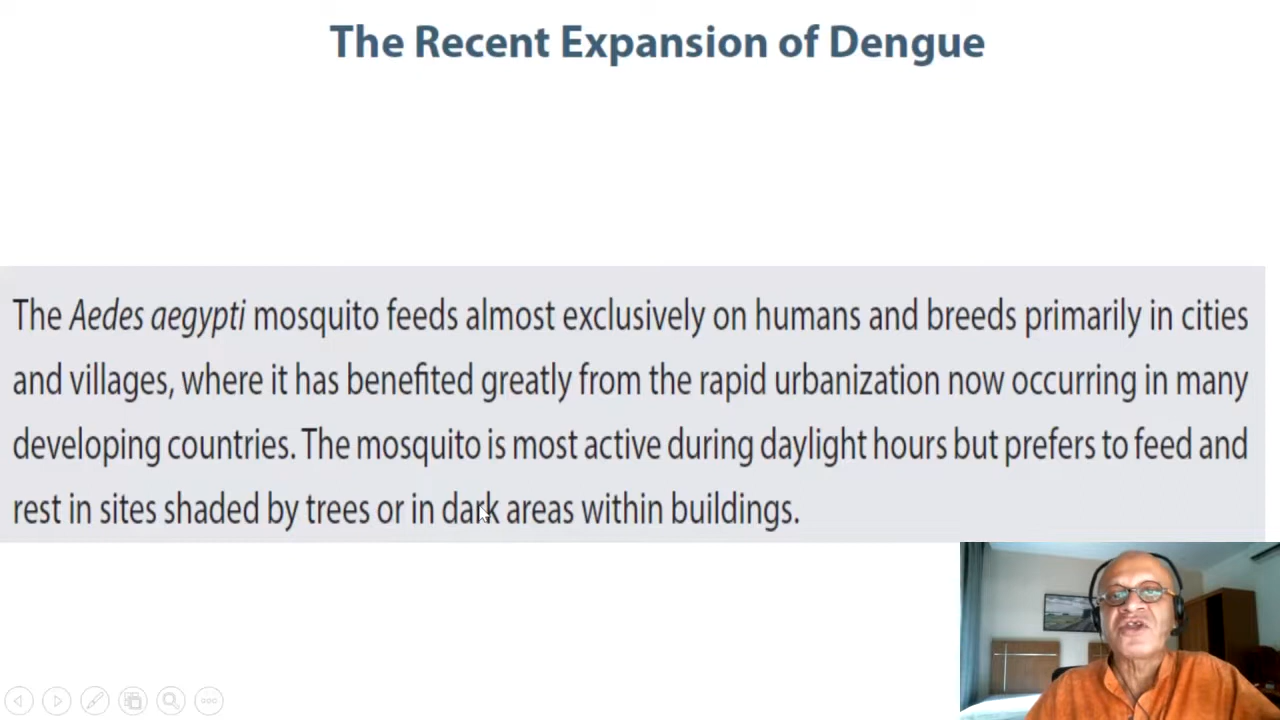 The Recent Expansion of Dengue
The Aedes aegypti mosquito feeds almost exclusively on humans and breeds primarily in cities
and villages, where it has benefited greatly from the rapid urbanization now occurring in many
developing countries. The mosquito is most active during daylight hours but prefers to feed and
rest in sites shaded by trees or in dark areas within buildings.